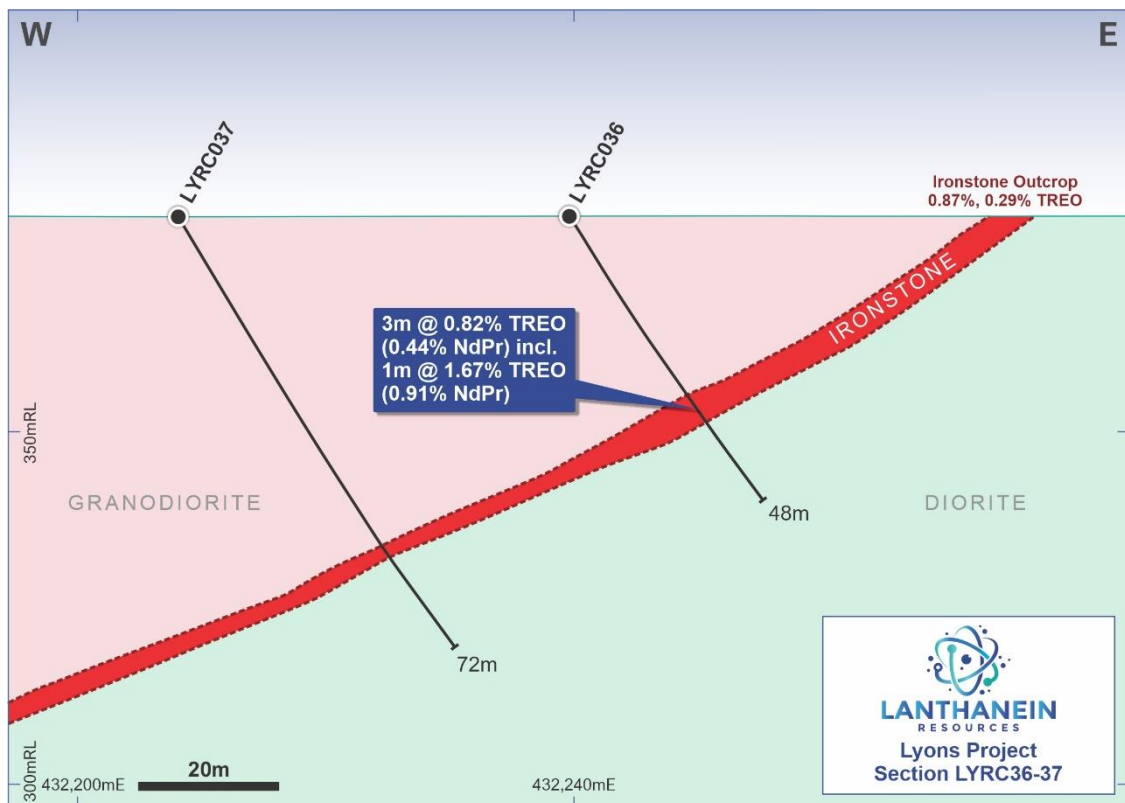 W
E
LYRC037
LYRC036
Ironstone Outcrop
0.87%, 0.29% TREO
IRONSTONE
3m @ 0.82% TREO
(0.44% NdPr) incl.
1m @ 1.67% TREO
(0.91% NdPr)
350mRL
GRANODIORITE
DIORITE
48m
72m
LANTHANEIN
RESOURCES
Lyons Project
Section LYRC36-37
300mRL
432,200mE
20m
432,240mE